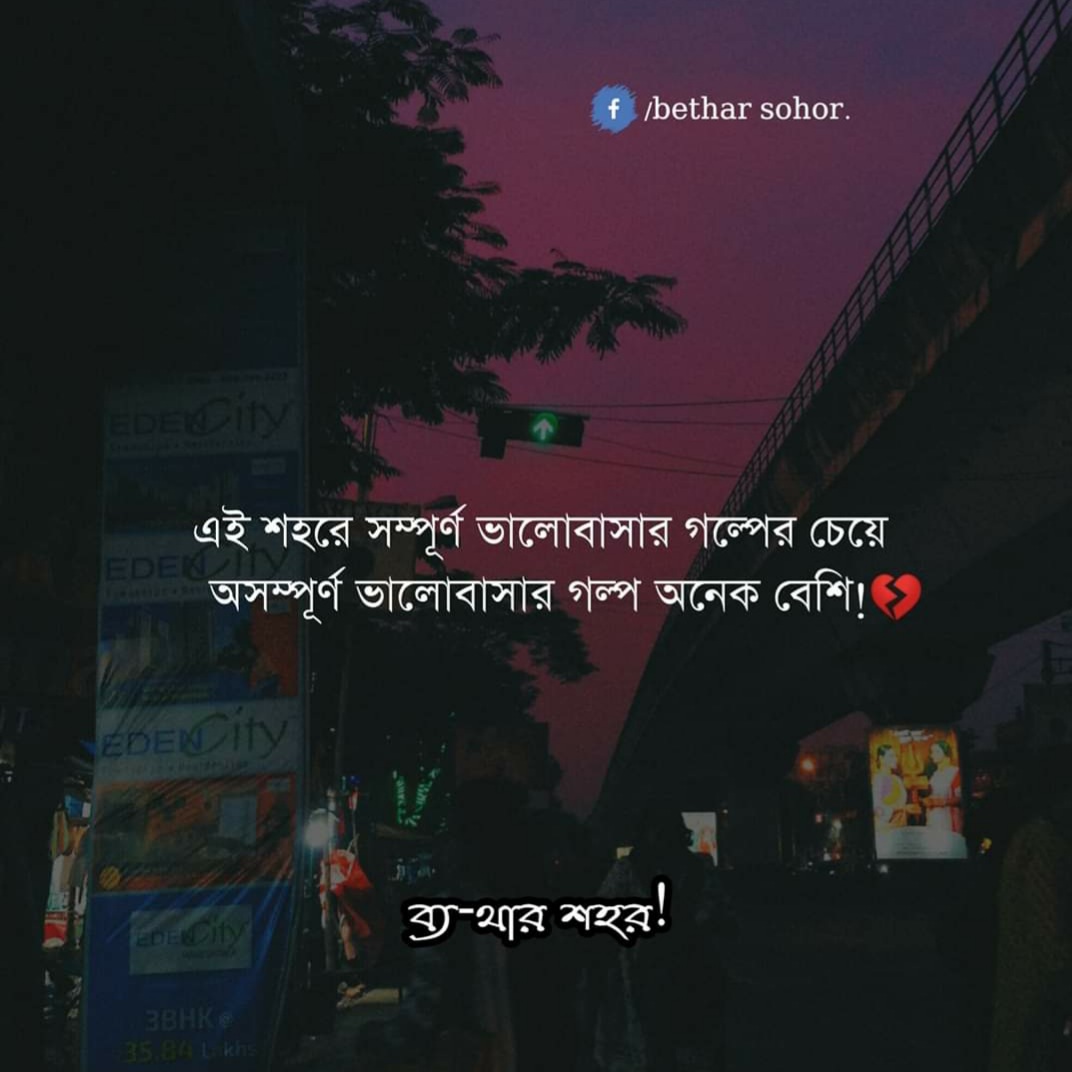 f /bethar sohor.
EDEN City
এই শহরে সম্পূর্ণ ভালোবাসার গল্পের চেয়ে
অসম্পূর্ণ ভালোবাসার গল্প অনেক বেশি!💔
EDEN
EDEN City
ব্য-থার শহর!
EDEN City
3BHK@
35.84 Lakhs